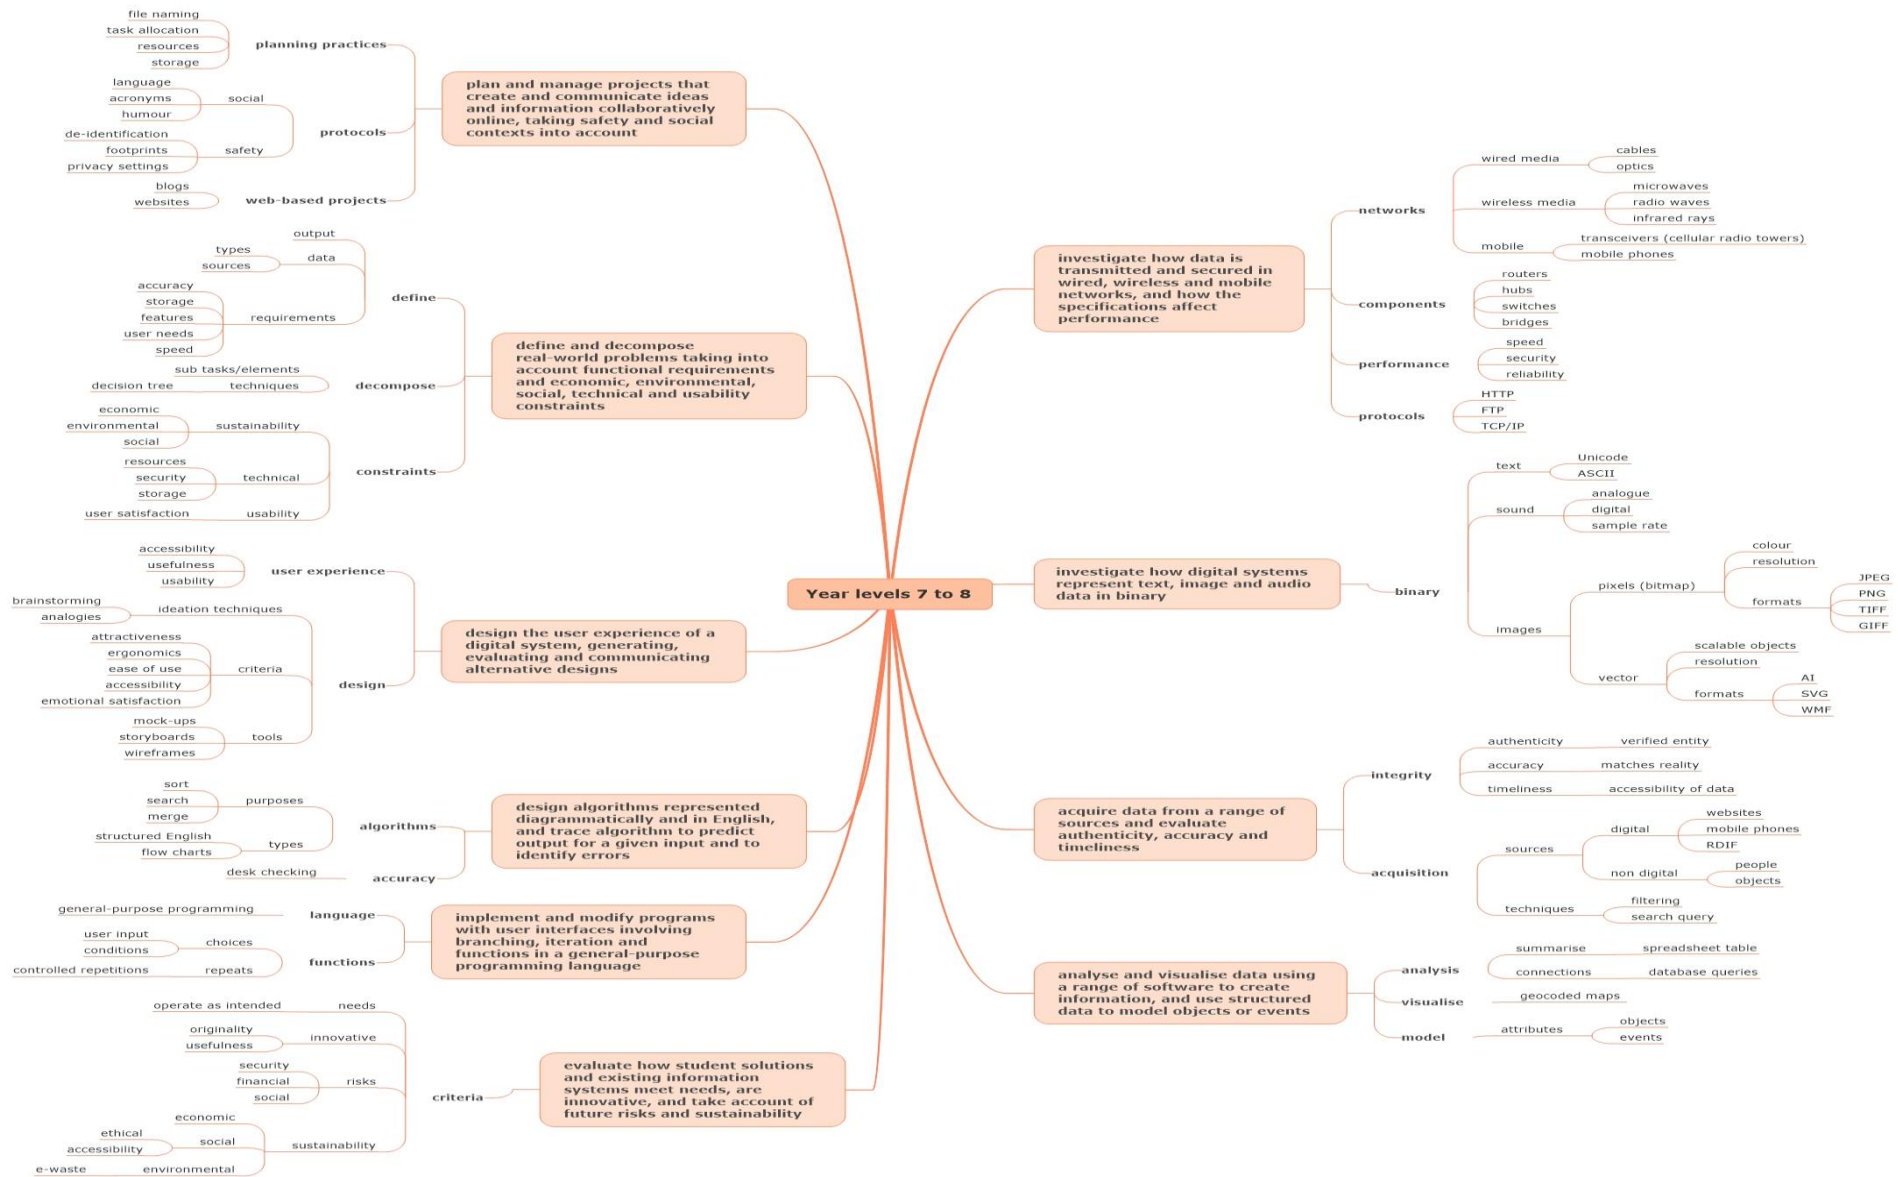 file naming
task allocation
resources
storage
planning practices
language
acronyms
humour
social
de-identification
footprints
privacy settings
safety
protocols
blogs
websites
web-based projects
plan and manage projects that
create and communicate ideas
and information collaboratively
online, taking safety and social
contexts into account
output
types
sources
data
accuracy
storage
features
user needs
speed
requirements
define
sub tasks/elements
decision tree
techniques
decompose
economic
environmental
social
sustainability
resources
security
storage
technical
user satisfaction
usability
constraints
define and decompose
real-world problems taking into
account functional requirements
and economic, environmental,
social, technical and usability
constraints
accessibility
usefulness
usability
user experience
brainstorming
analogies
ideation techniques
attractiveness
ergonomics
ease of use
accessibility
emotional satisfaction
criteria
mock-ups
storyboards
wireframes
tools
design
design the user experience of a
digital system, generating,
evaluating and communicating
alternative designs
sort
search
merge
purposes
structured English
flow charts
types
algorithms
desk checking
accuracy
design algorithms represented
diagrammatically and in English,
and trace algorithm to predict
output for a given input and to
identify errors
general-purpose programming
language
user input
conditions
choices
controlled repetitions
repeats
functions
implement and modify programs
with user interfaces involving
branching, iteration and
functions in a general-purpose
programming language
operate as intended
needs
originality
usefulness
innovative
security
financial
social
risks
economic
ethical
accessibility
social
e-waste
environmental
sustainability
criteria
evaluate how student solutions
and existing information
systems meet needs, are
innovative, and take account of
future risks and sustainability
Year levels 7 to 8
investigate how data is
transmitted and secured in
wired, wireless and mobile
networks, and how the
specifications affect
performance
networks
wired media
cables
optics
wireless media
microwaves
radio waves
infrared rays
mobile
transceivers (cellular radio towers)
mobile phones
components
routers
hubs
switches
bridges
performance
speed
security
reliability
protocols
HTTP
FTP
TCP/IP
investigate how digital systems
represent text, image and audio
data in binary
binary
text
Unicode
ASCII
sound
analogue
digital
sample rate
images
pixels (bitmap)
colour
resolution
formats
JPEG
PNG
TIFF
GIFF
vector
scalable objects
resolution
formats
AI
SVG
WMF
acquire data from a range of
sources and evaluate
authenticity, accuracy and
timeliness
integrity
authenticity
verified entity
accuracy
matches reality
timeliness
accessibility of data
acquisition
sources
digital
websites
mobile phones
RDIF
non digital
people
objects
techniques
filtering
search query
analyse and visualise data using
a range of software to create
information, and use structured
data to model objects or events
analysis
summarise
spreadsheet table
connections
database queries
visualise
geocoded maps
model
attributes
objects
events